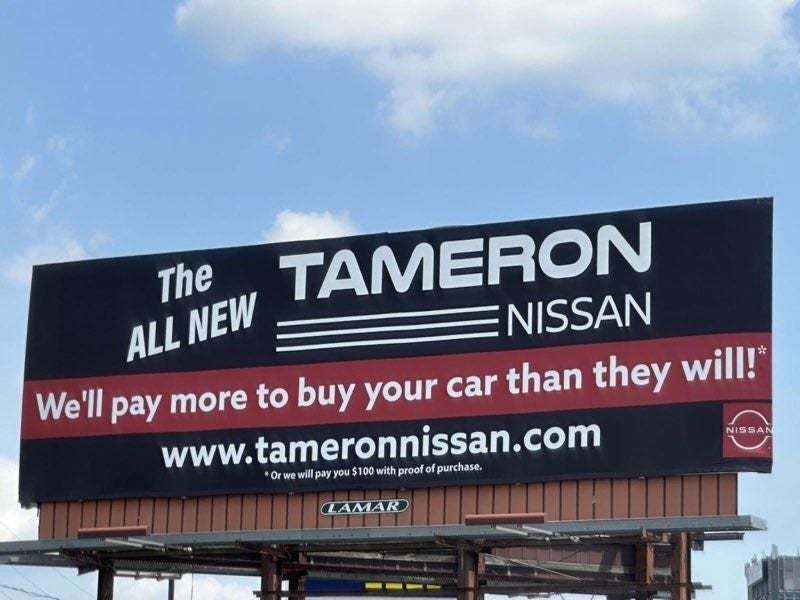 The
ALL NEW
TAMERON
NISSAN
We'll pay more to buy your car than they will!*
www.tameronnissan.com
* Or we will pay you $100 with proof of purchase.
NISSAN
LAMAR